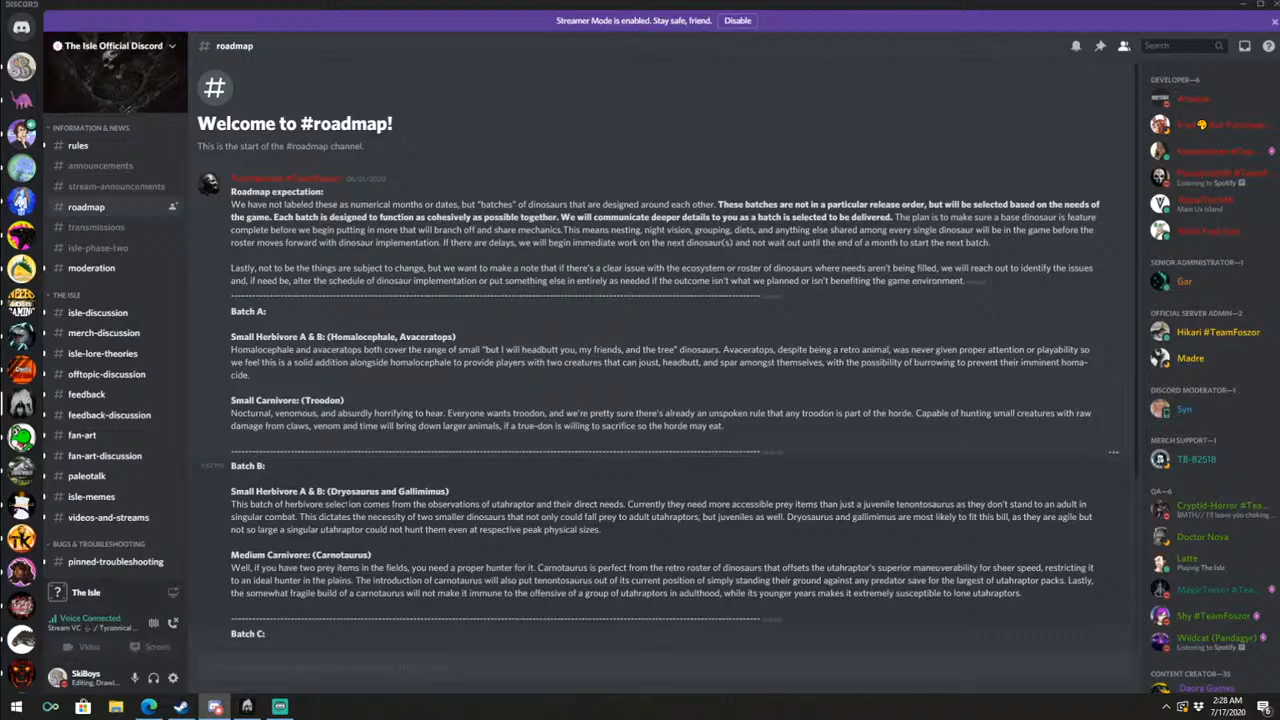 DISCORD
Streamer Mode is enabled. Stay safe, friend.
Disable
The Isle Official Discord
# roadmap
Search
INFORMATION & NEWS
# rules
# announcements
# stream-announcements
# roadmap
# transmissions
# isle-phase-two
# moderation
THE ISLE
# isle-discussion
# merch-discussion
# isle-lore-theories
# offtopic-discussion
# feedback
# feedback-discussion
# fan-art
# fan-art-discussion
# paleotalk
# isle-memes
# videos-and-streams
BUGS & TROUBLESHOOTING
# pinned-troubleshooting
? The Isle
Voice Connected
Stream VC / Tyrannical ...
Video
Screen
SkiBoys
Editing, Drawi...
#
Welcome to #roadmap!
This is the start of the #roadmap channel.
06/21/2020
Roadmap expectation:
We have not labeled these as numerical months or dates, but "batches" of dinosaurs that are designed around each other. These batches are not in a particular release order, but will be selected based on the needs of
the game. Each batch is designed to function as cohesively as possible together. We will communicate deeper details to you as a batch is selected to be delivered. The plan is to make sure a base dinosaur is feature
complete before we begin putting in more that will branch off and share mechanics.This means nesting, night vision, grouping, diets, and anything else shared among every single dinosaur will be in the game before the
roster moves forward with dinosaur implementation. If there are delays, we will begin immediate work on the next dinosaur(s) and not wait out until the end of a month to start the next batch.
Lastly, not to be the things are subject to change, but we want to make a note that if there's a clear issue with the ecosystem or roster of dinosaurs where needs aren't being filled, we will reach out to identify the issues
and, if need be, alter the schedule of dinosaur implementation or put something else in entirely as needed if the outcome isn't what we planned or isn't benefiting the game environment.
Batch A:
Small Herbivore A & B: (Homalocephale, Avaceratops)
Homalocephale and avaceratops both cover the range of small "but I will headbutt you, my friends, and the tree" dinosaurs. Avaceratops, despite being a retro animal, was never given proper attention or playability so
we feel this is a solid addition alongside homalocephale to provide players with two creatures that can joust, headbutt, and spar amongst themselves, with the possibility of burrowing to prevent their imminent homa-
cide.
Small Carnivore: (Troodon)
Nocturnal, venomous, and absurdly horrifying to hear. Everyone wants troodon, and we're pretty sure there's already an unspoken rule that any troodon is part of the horde. Capable of hunting small creatures with raw
damage from claws, venom and time will bring down larger animals, if a true-don is willing to sacrifice so the horde may eat.
Batch B:
Small Herbivore A & B: (Dryosaurus and Gallimimus)
This batch of herbivore selection comes from the observations of utahraptor and their direct needs. Currently they need more accessible prey items than just a juvenile tenontosaurus as they don't stand to an adult in
singular combat. This dictates the necessity of two smaller dinosaurs that not only could fall prey to adult utahraptors, but juveniles as well. Dryosaurus and gallimimus are most likely to fit this bill, as they are agile but
not so large a singular utahraptor could not hunt them even at respective peak physical sizes.
Medium Carnivore: (Carnotaurus)
Well, if you have two prey items in the fields, you need a proper hunter for it. Carnotaurus is perfect from the retro roster of dinosaurs that offsets the utahraptor's superior maneuverability for sheer speed, restricting it
to an ideal hunter in the plains. The introduction of carnotaurus will also put tenontosaurus out of its current position of simply standing their ground against any predator save for the largest of utahraptor packs. Lastly,
the somewhat fragile build of a carnotaurus will not make it immune to the offensive of a group of utahraptors in adulthood, while its younger years makes it extremely susceptible to lone utahraptors.
Batch C:
DEVELOPER—6
Listening to Spotify
SENIOR ADMINISTRATOR—1
Gar
OFFICIAL SERVER ADMIN—2
Hikari #TeamFoszor
Madre
DISCORD MODERATOR—1
Syn
MERCH SUPPORT—1
TB-82518
QA—6
Cryptid-Horror #Tea...
BMTH// I'll leave you choking...
Doctor Nova
Latte
Playing The Isle
MagicTrevor #Tea...
Shy #TeamFoszor
Wildcat (Pandagyr)
Listening to Spotify
CONTENT CREATOR—35
Daora Games
2:28 AM
7/17/2020